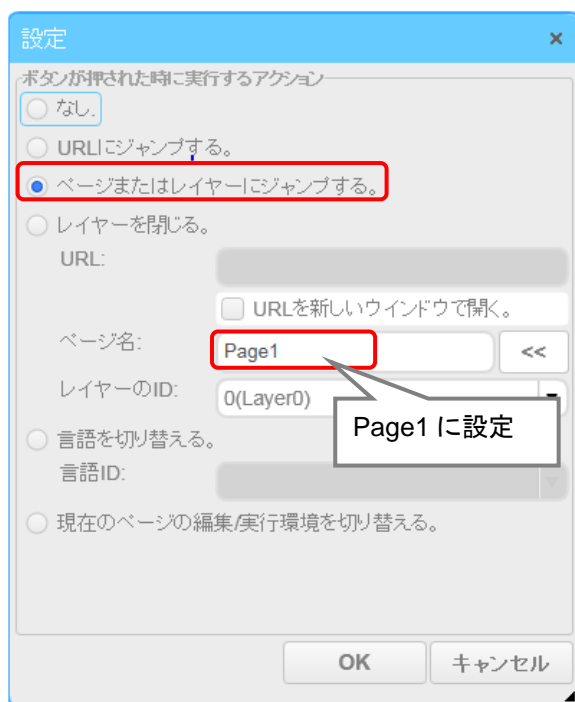 設定
×
ボタンが押された時に実行するアクション
なし.
URLにジャンプする。
ページまたはレイヤーにジャンプする。
レイヤーを閉じる。
URL:
URLを新しいウインドウで開く。
ページ名:
Page1
<<
レイヤーのID:
0(Layer0)
Page1 に設定
言語を切り替える。
言語ID:
現在のページの編集/実行環境を切り替える。
OK
キャンセル